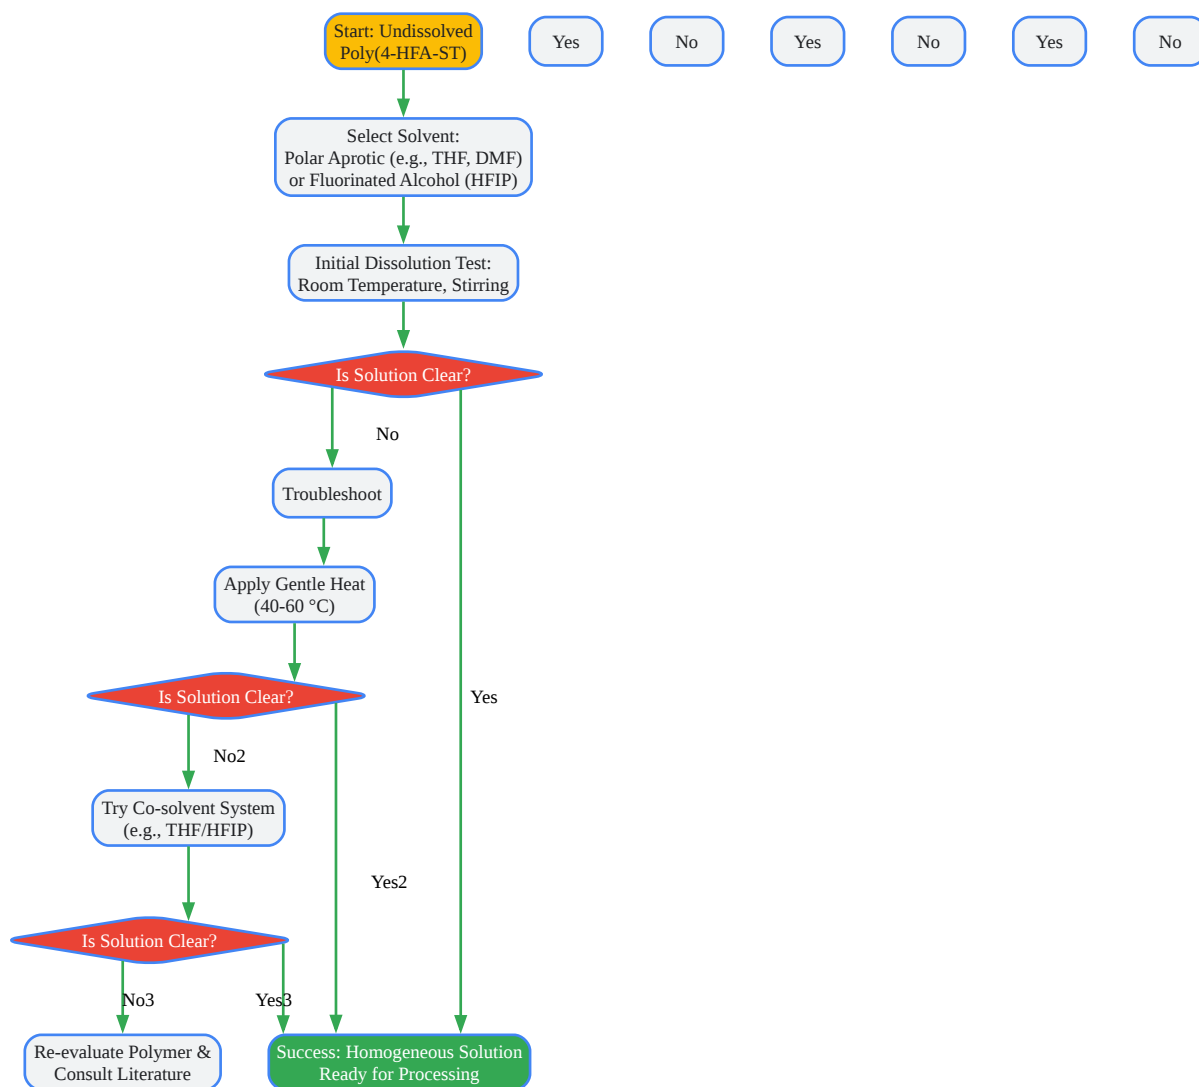 Start: Undissolved
Poly(4-HFA-ST)
Yes
No
Yes
No
Yes
No
Select Solvent:
Polar Aprotic (e.g., THF, DMF)
or Fluorinated Alcohol (HFIP)
Initial Dissolution Test:
Room Temperature, Stirring
Is Solution Clear?
No
Troubleshoot
Apply Gentle Heat
(40-60 °C)
Is Solution Clear?
Yes
No2
Try Co-solvent System
(e.g., THF/HFIP)
Yes2
Is Solution Clear?
No3
Yes3
Re-evaluate Polymer &
Consult Literature
Success: Homogeneous Solution
Ready for Processing